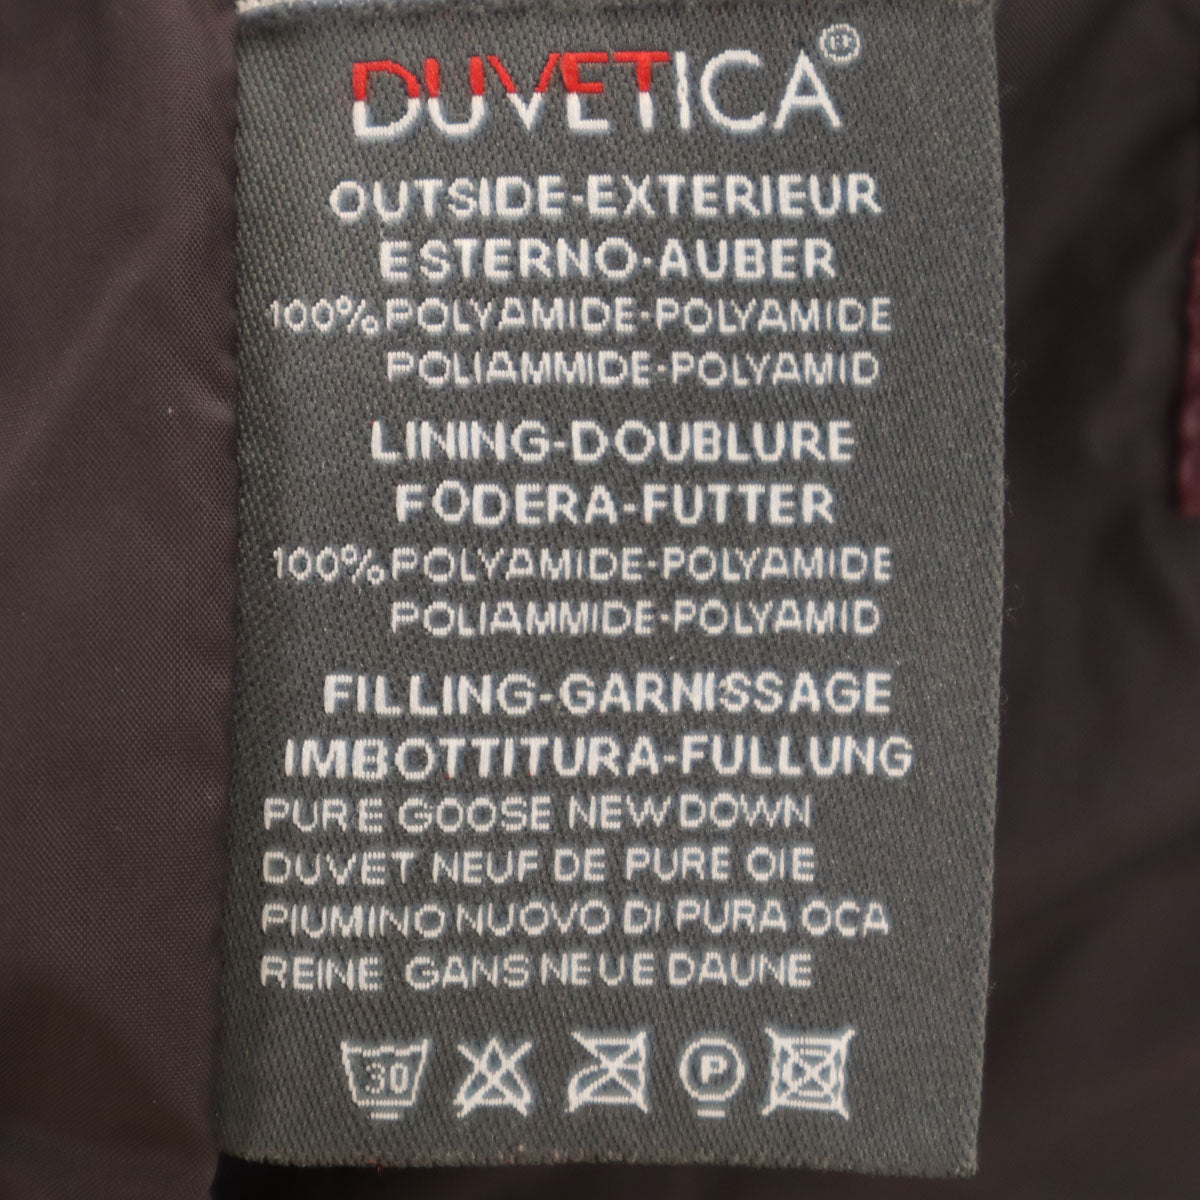 DUVETICA®
OUTSIDE-EXTERIEUR
ESTERNO-AUBER
100% POLYAMIDE-POLYAMIDE
POLIAMMIDE-POLYAMID
LINING-DOUBLURE
FODERA-FUTTER
100% POLYAMIDE-POLYAMIDE
POLIAMMIDE-POLYAMID
FILLING-GARNISSAGE
IMBOTTITURA-FULLUNG
PURE GOOSE NEW DOWN
DUVET NEUF DE PURE OIE
PIUMINO NUOVO DI PURA OCA
REINE GANS NEUE DAUNE
30 P